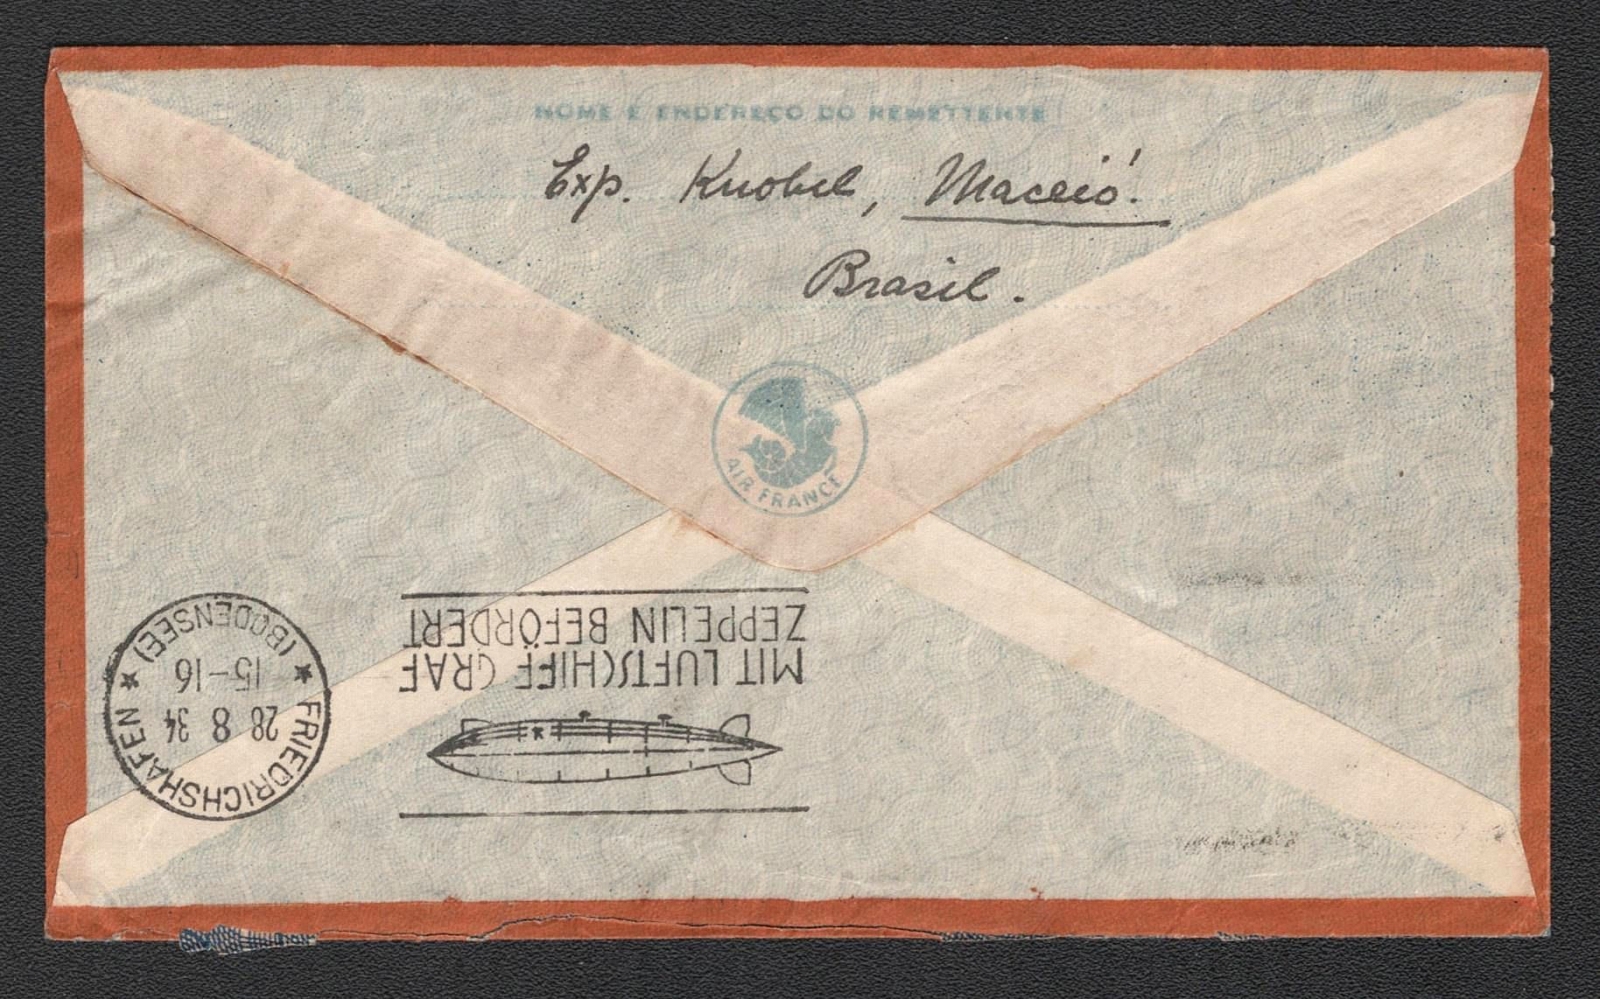 NOME E ENDEREÇO DO REMETTENTE
Exp. Knobel, Maceió.
Brasil.
AIR FRANCE
MIT LUFTSCHIFF GRAF
ZEPPELIN BEFÖRDERT
FRIEDRICHSHAFEN
28 8 34
15-16
(BODENSEE)